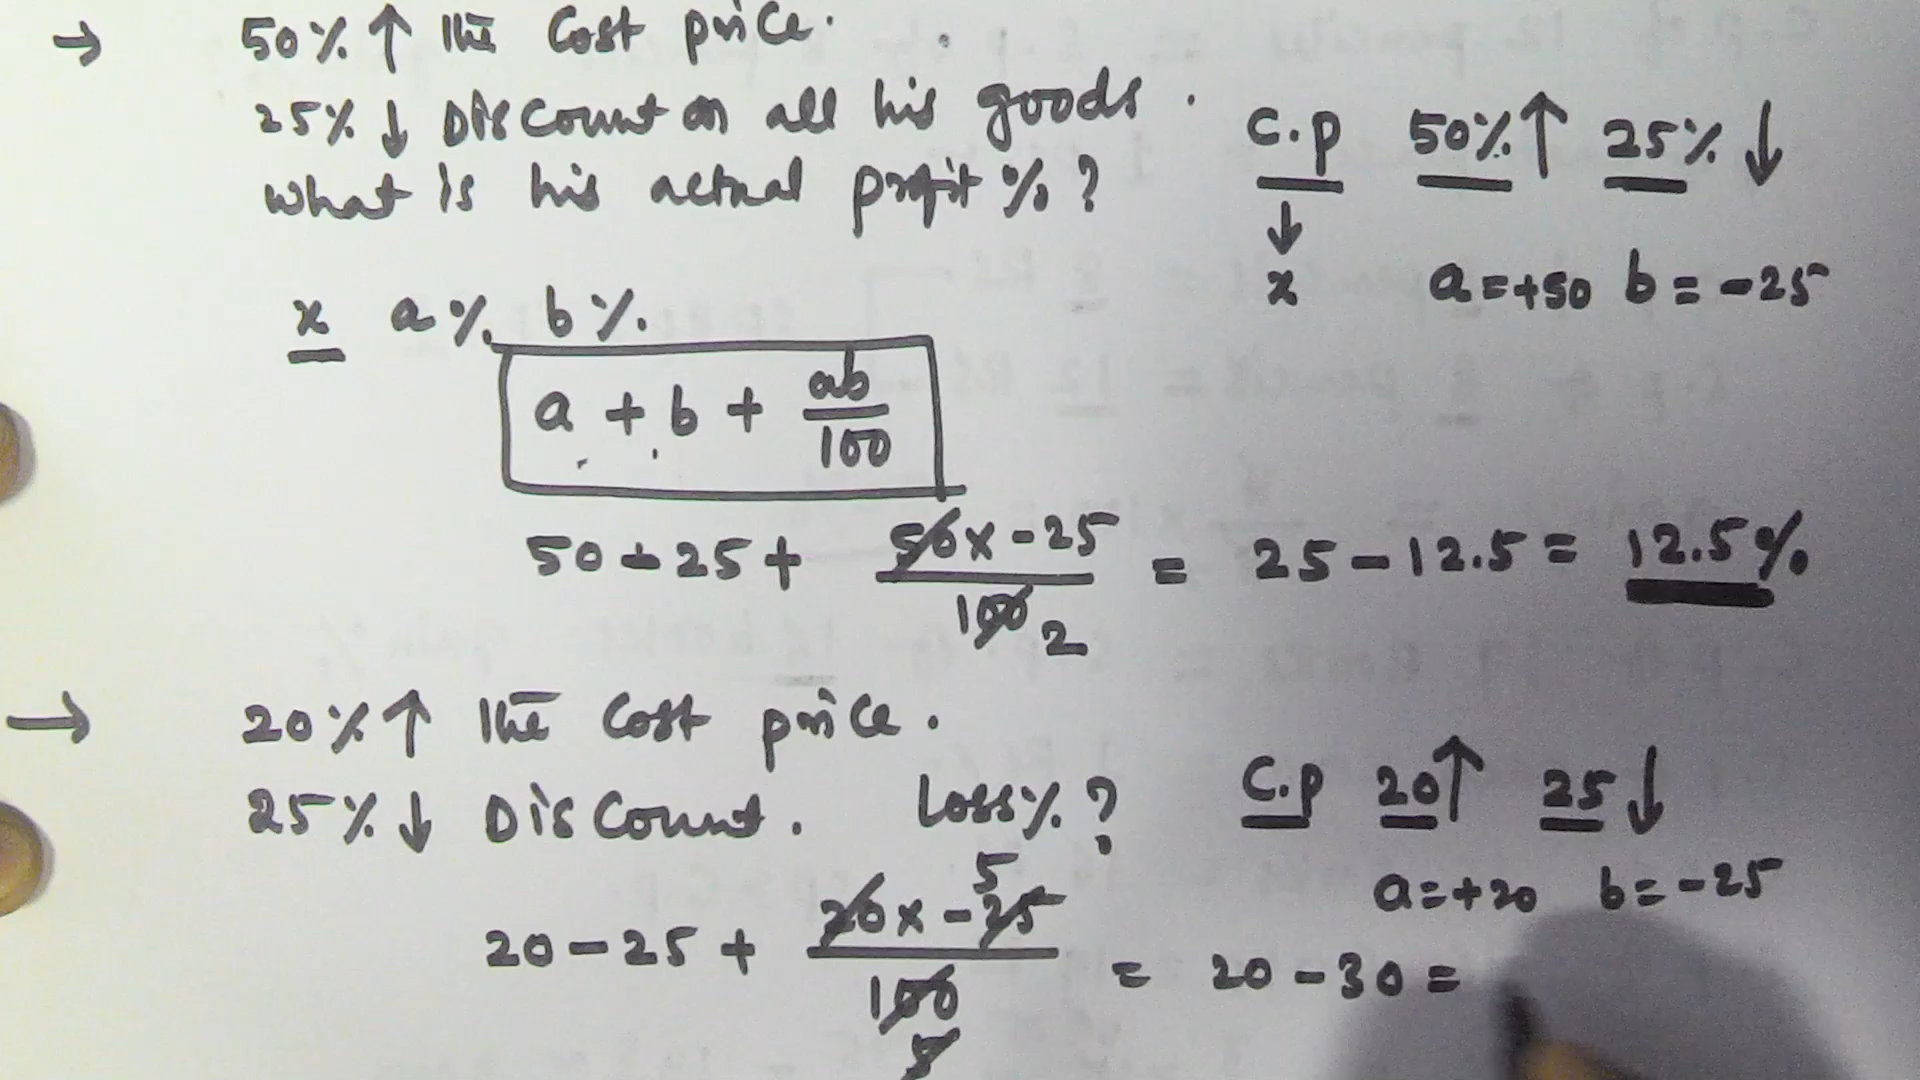 → 50% ↑ the Cost price.
25% ↓ Discount on all his goods.
What is his actual profit %?
C.P 50% ↑ 25% ↓
↓
x a=+50 b=-25
x a% b%
a + b + ab/100
50-25+ 50x-25/100 2 = 25-12.5= 12.5%
→ 20% ↑ the Cost price.
25% ↓ Discount. Loss%?
C.P 20↑ 25↓
a=+20 b=-25
20-25+ 20x-25 5/100 5 = 20-30=